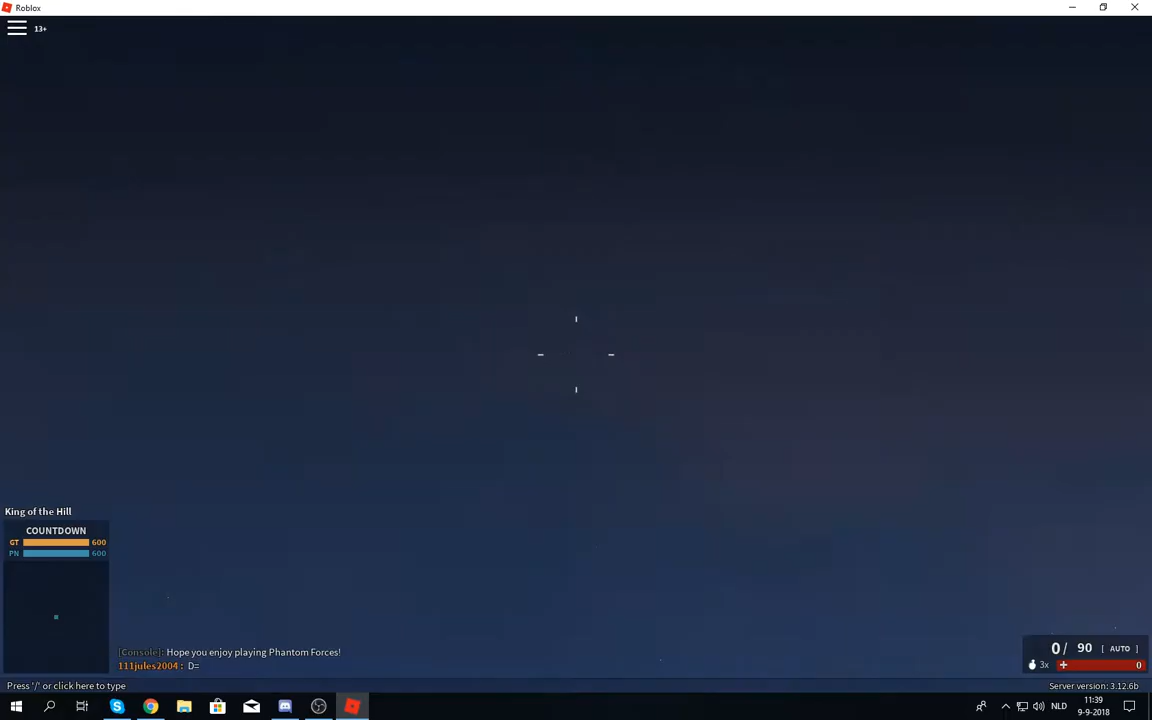 Roblox
13+
King of the Hill
COUNTDOWN
GT 600
PN 600
[Console]: Hope you enjoy playing Phantom Forces!
111jules2004 : D=
0/ 90 [ AUTO ]
3x 0
Press '/' or click here to type
Server version: 3.12.6b
NLD
11:39
9-9-2018